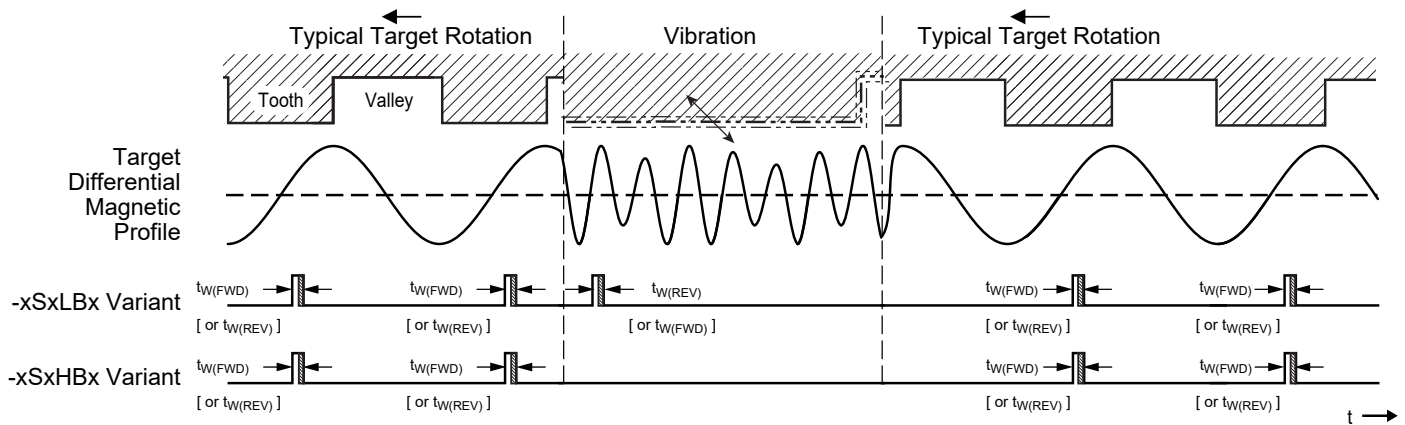 Typical Target Rotation
Vibration
Typical Target Rotation
Tooth
Valley
Target
Differential
Magnetic
Profile
-xSxLBx Variant
tW(FWD)
[ or tW(REV) ]
tW(FWD)
[ or tW(REV) ]
tW(REV)
[ or tW(FWD) ]
tW(FWD)
[ or tW(REV) ]
tW(FWD)
[ or tW(REV) ]
-xSxHBx Variant
tW(FWD)
[ or tW(REV) ]
tW(FWD)
[ or tW(REV) ]
tW(FWD)
[ or tW(REV) ]
tW(FWD)
[ or tW(REV) ]
t